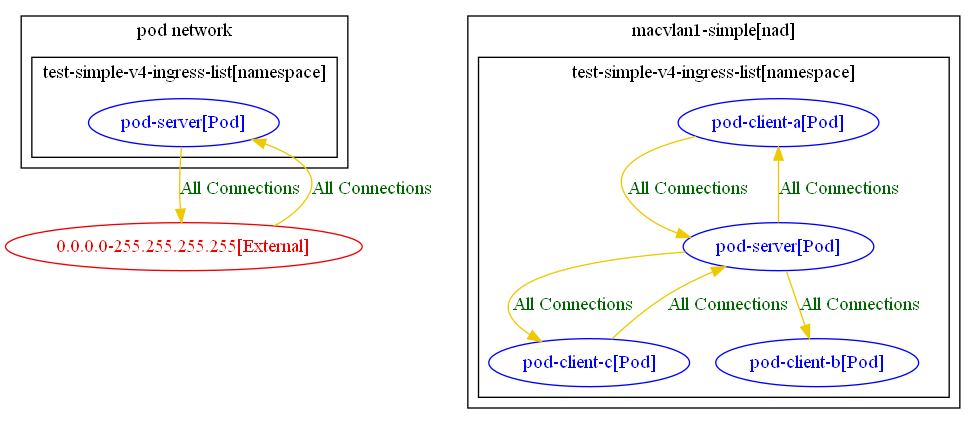 pod network
test-simple-v4-ingress-list[namespace]
pod-server[Pod]
All Connections
All Connections
0.0.0.0-255.255.255.255[External]
macvlan1-simple[nad]
test-simple-v4-ingress-list[namespace]
pod-client-a[Pod]
All Connections
All Connections
pod-server[Pod]
All Connections
All Connections
All Connections
pod-client-c[Pod]
pod-client-b[Pod]